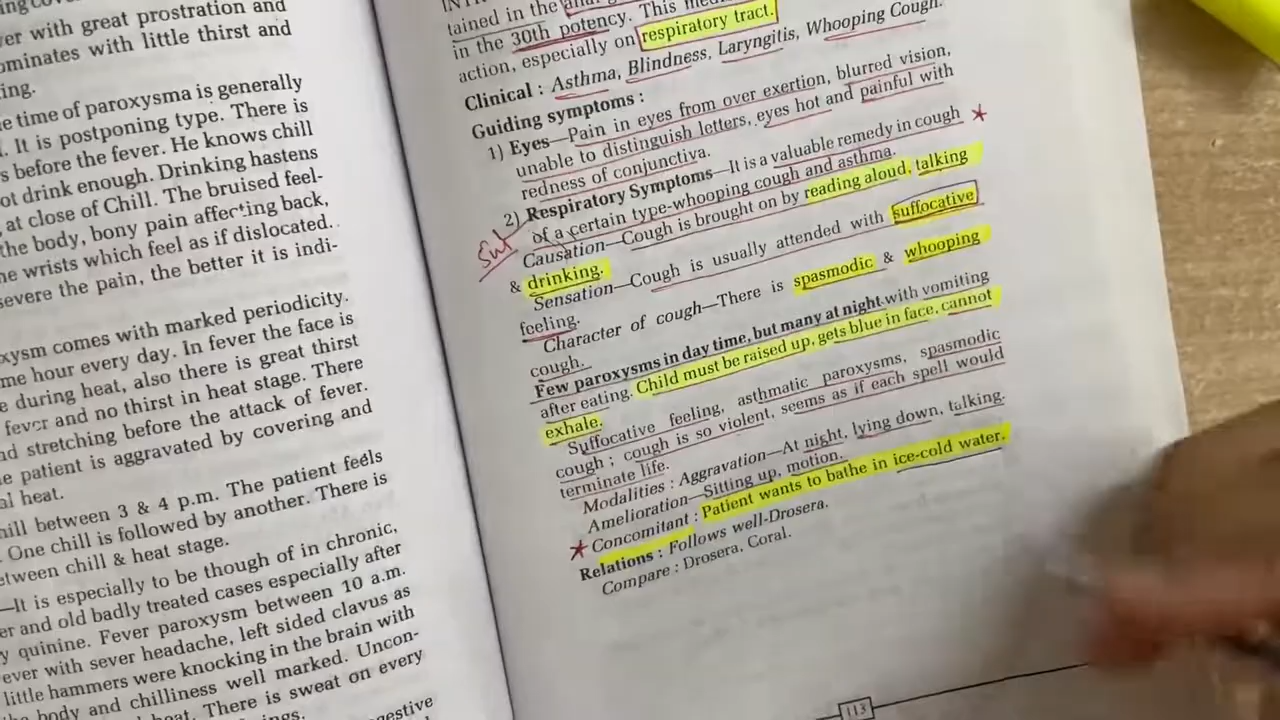 ver with great prostration and
ominates with little thirst and
ing.
e time of paroxysma is generally
. It is postponing type. There is
s before the fever. He knows chill
ot drink enough. Drinking hastens
at close of Chill. The bruised feel-
the body, bony pain affecting back,
he wrists which feel as if dislocated.
severe the pain, the better it is indi-
xysm comes with marked periodicity.
me hour every day. In fever the face is
e during heat, also there is great thirst
fever and no thirst in heat stage. There
nd stretching before the attack of fever.
e patient is aggravated by covering and
al heat.
hill between 3 & 4 p.m. The patient feels
. One chill is followed by another. There is
etween chill & heat stage.
—It is especially to be though of in chronic,
er and old badly treated cases especially after
y quinine. Fever paroxysm between 10 a.m.
ever with sever headache, left sided clavus as
little hammers were knocking in the brain with
he body and chilliness well marked. Uncon-
heat. There is sweat on every
ings.
gestive
tained in the
in the 30th potency. This
action, especially on respiratory tract.
Clinical : Asthma, Blindness, Laryngitis, Whooping Cough.
Guiding symptoms :
1) Eyes—Pain in eyes from over exertion, blurred vision,
unable to distinguish letters, eyes hot and painful with
redness of conjunctiva.
2) Respiratory Symptoms—It is a valuable remedy in cough
of a certain type-whooping cough and asthma.
Causation—Cough is brought on by reading aloud, talking
& drinking.
Sensation—Cough is usually attended with suffocative
feeling.
Character of cough—There is spasmodic & whooping
cough.
Few paroxysms in day time, but many at night with vomiting
after eating. Child must be raised up, gets blue in face, cannot
exhale.
Suffocative feeling, asthmatic paroxysms, spasmodic
cough ; cough is so violent, seems as if each spell would
terminate life.
Modalities : Aggravation—At night, lying down, talking.
Amelioration—Sitting up, motion.
Concomitant : Patient wants to bathe in ice-cold water.
Relations : Follows well-Drosera.
Compare : Drosera, Coral.
113